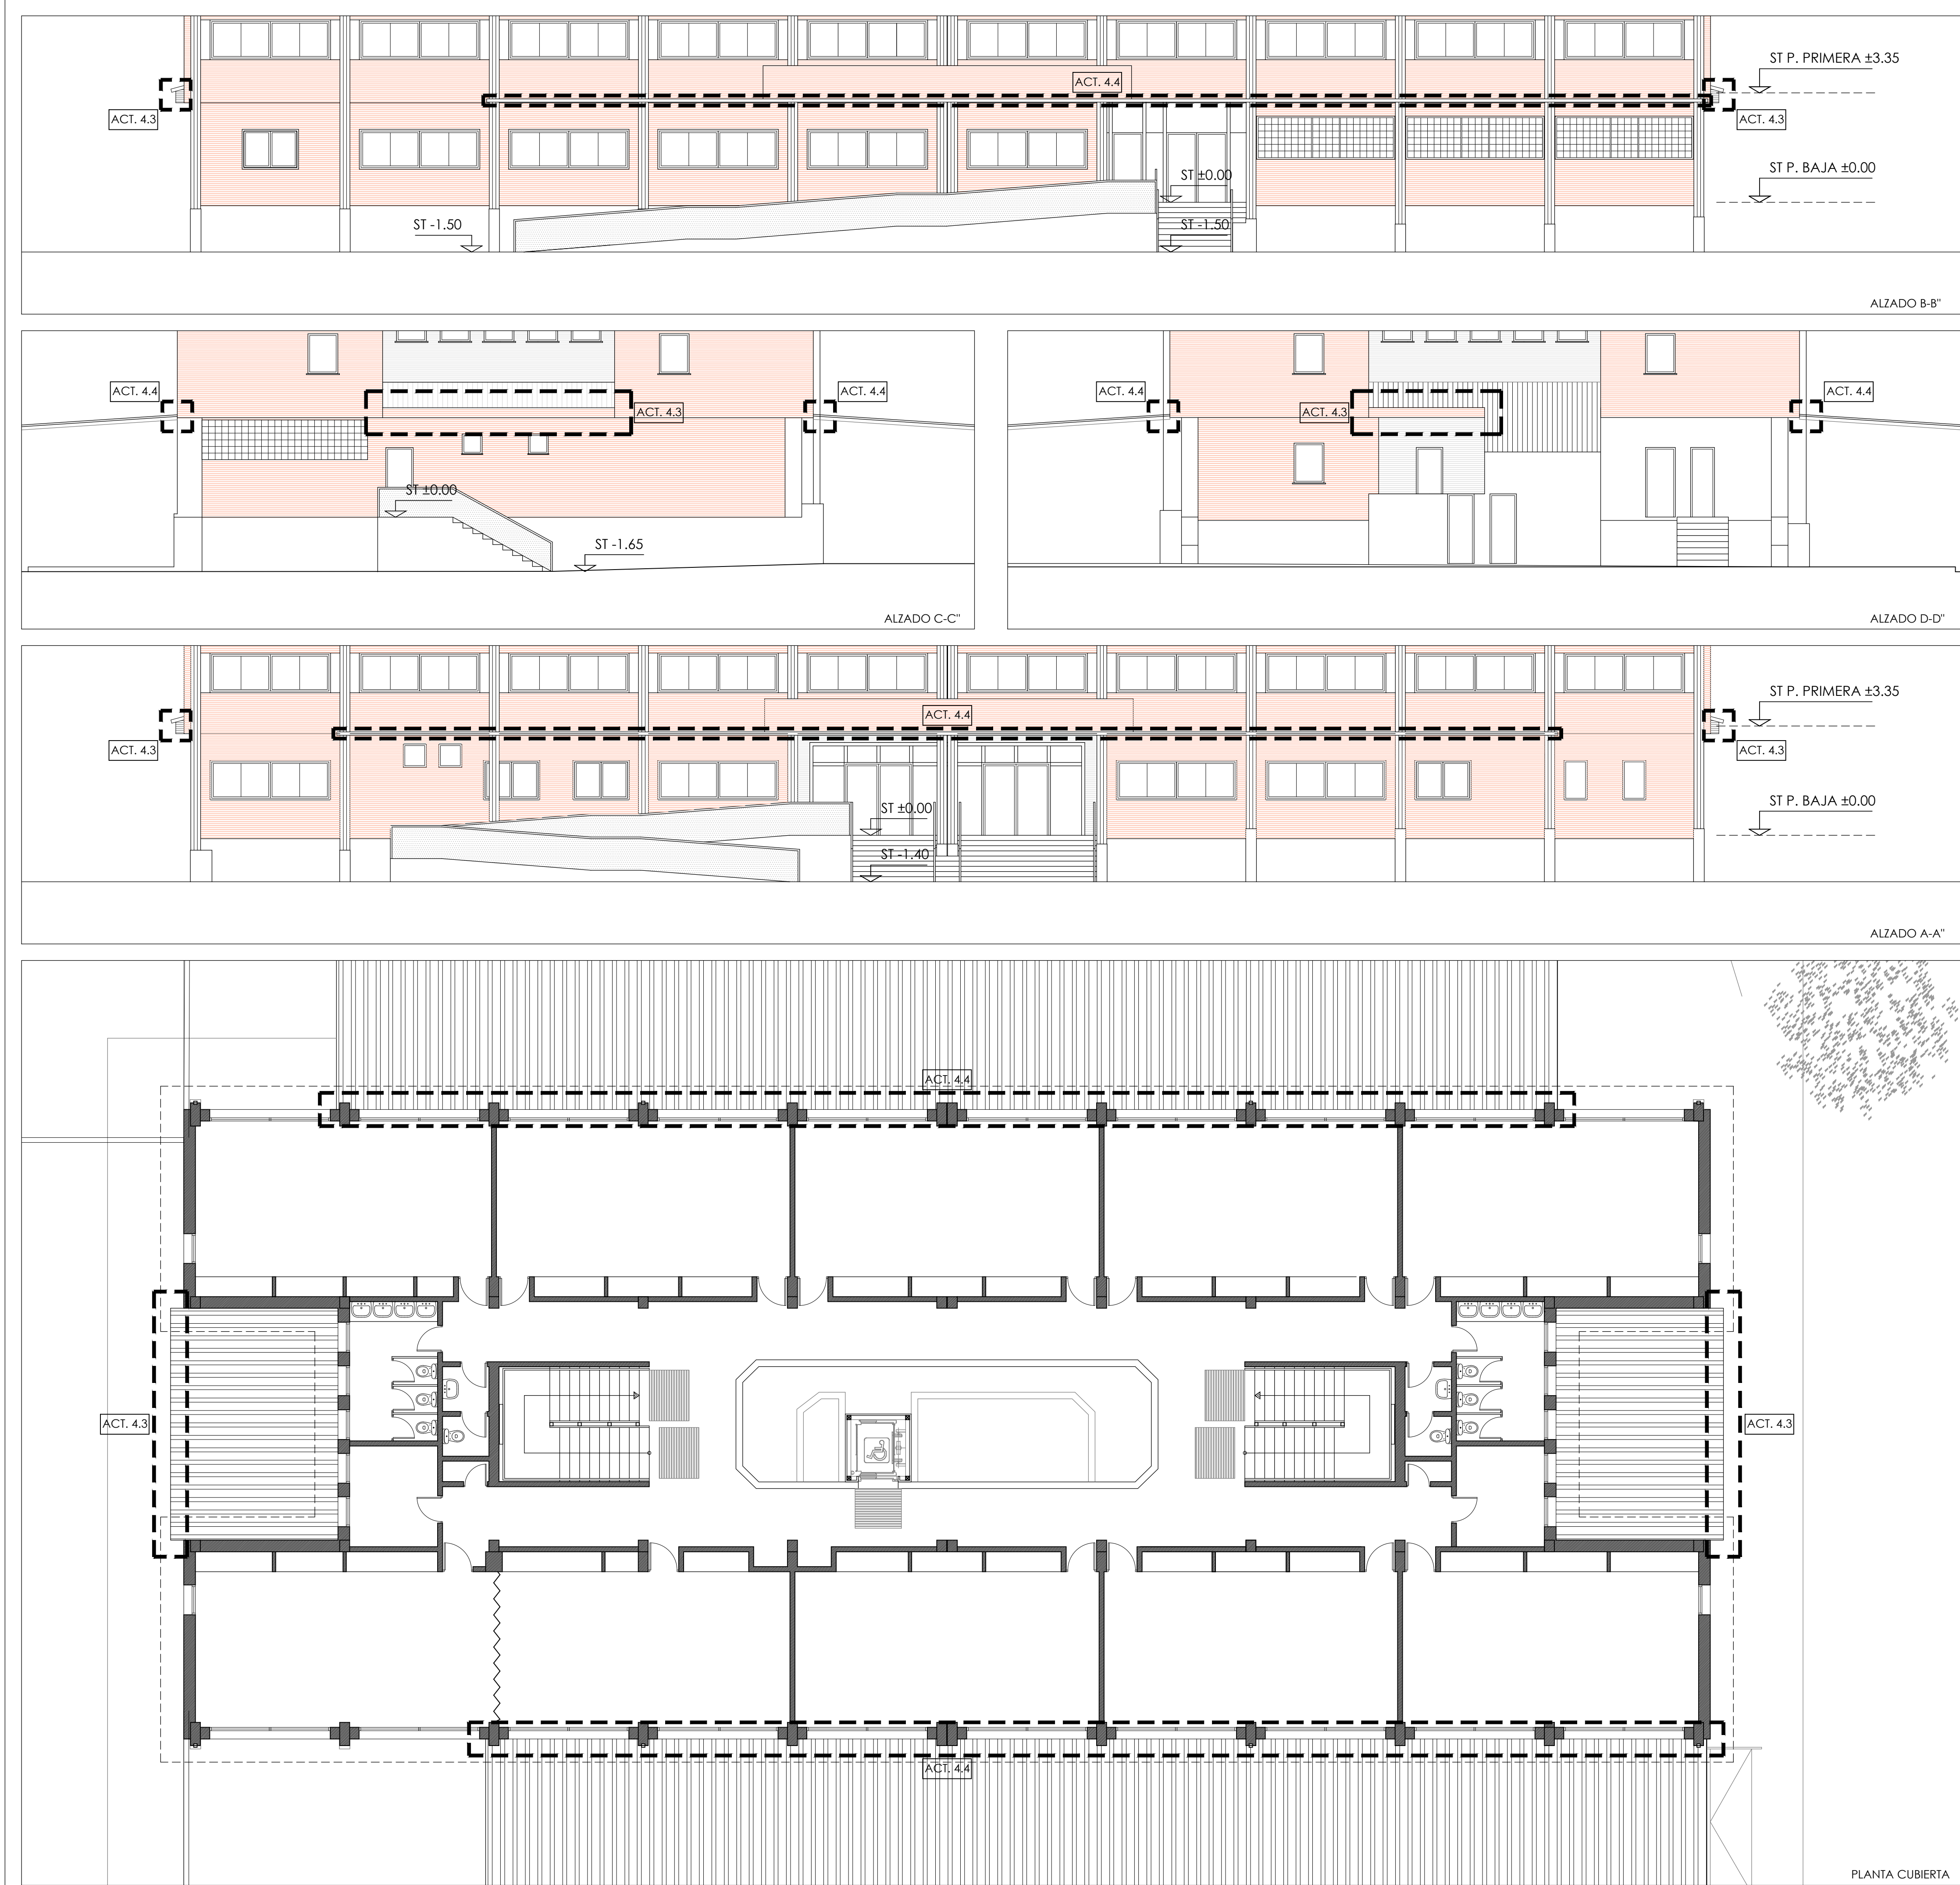 ST P. PRIMERA ±3.35
ACT. 4.4
ACT. 4.3
ACT. 4.3
ST P. BAJA ±0.00
ST ±0.00
ST -1.50
ST -1.50
ALZADO B-B"
ACT. 4.4
ACT. 4.4
ACT. 4.3
ST ±0.00
ST -1.65
ALZADO C-C"
ACT. 4.4
ACT. 4.4
ACT. 4.3
ALZADO D-D"
ST P. PRIMERA ±3.35
ACT. 4.4
ACT. 4.3
ACT. 4.3
ST P. BAJA ±0.00
ST ±0.00
ST -1.40
ALZADO A-A"
ACT. 4.4
ACT. 4.3
ACT. 4.3
ACT. 4.4
PLANTA CUBIERTA